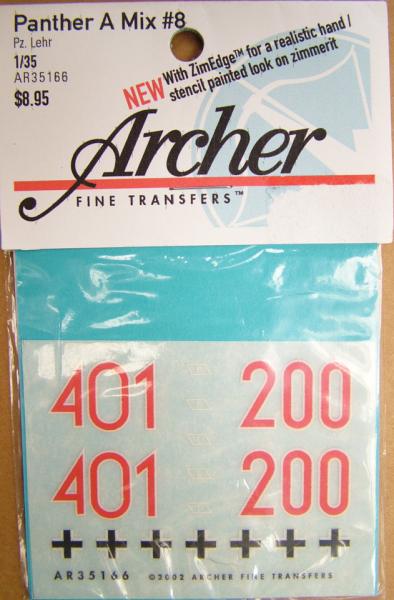 Panther A Mix #8
Pz. Lehr
1/35
AR35166
$8.95
NEW With ZimEdge™ for a realistic hand /
stencil painted look on zimmerit
Archer
FINE TRANSFERS™
401 200
401 200
AR35166 ©2002 ARCHER FINE TRANSFERS